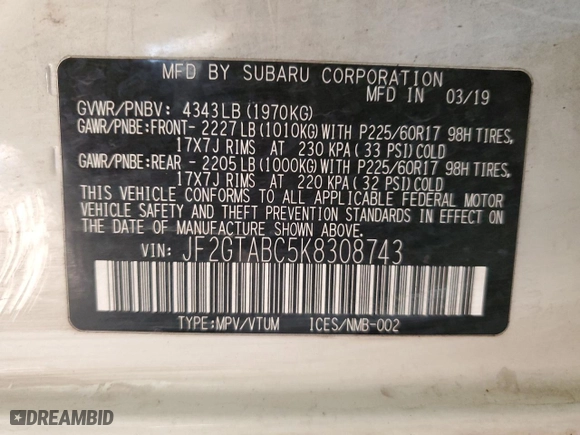 MFD BY SUBARU CORPORATION
MFD IN 03/19
GVWR/PNBV: 4343LB(1970KG)
GAWR/PNBE:FRONT- 2227LB(1010KG)WITH P225/60R17 98H TIRES,
17X7J RIMS AT 230 KPA(33 PSI)COLD
GAWR/PNBE:REAR - 2205LB(1000KG)WITH P225/60R17 98H TIRES,
17X7J RIMS AT 220 KPA(32 PSI)COLD
THIS VEHICLE CONFORMS TO ALL APPLICABLE FEDERAL MOTOR
VEHICLE SAFETY AND THEFT PREVENTION STANDARDS IN EFFECT ON
THE DATE OF MANUFACTURE SHOWN ABOVE.
VIN: JF2GTABC5K8308743
TYPE:MPV/VTUM ICES/NMB-002
DREAMBID